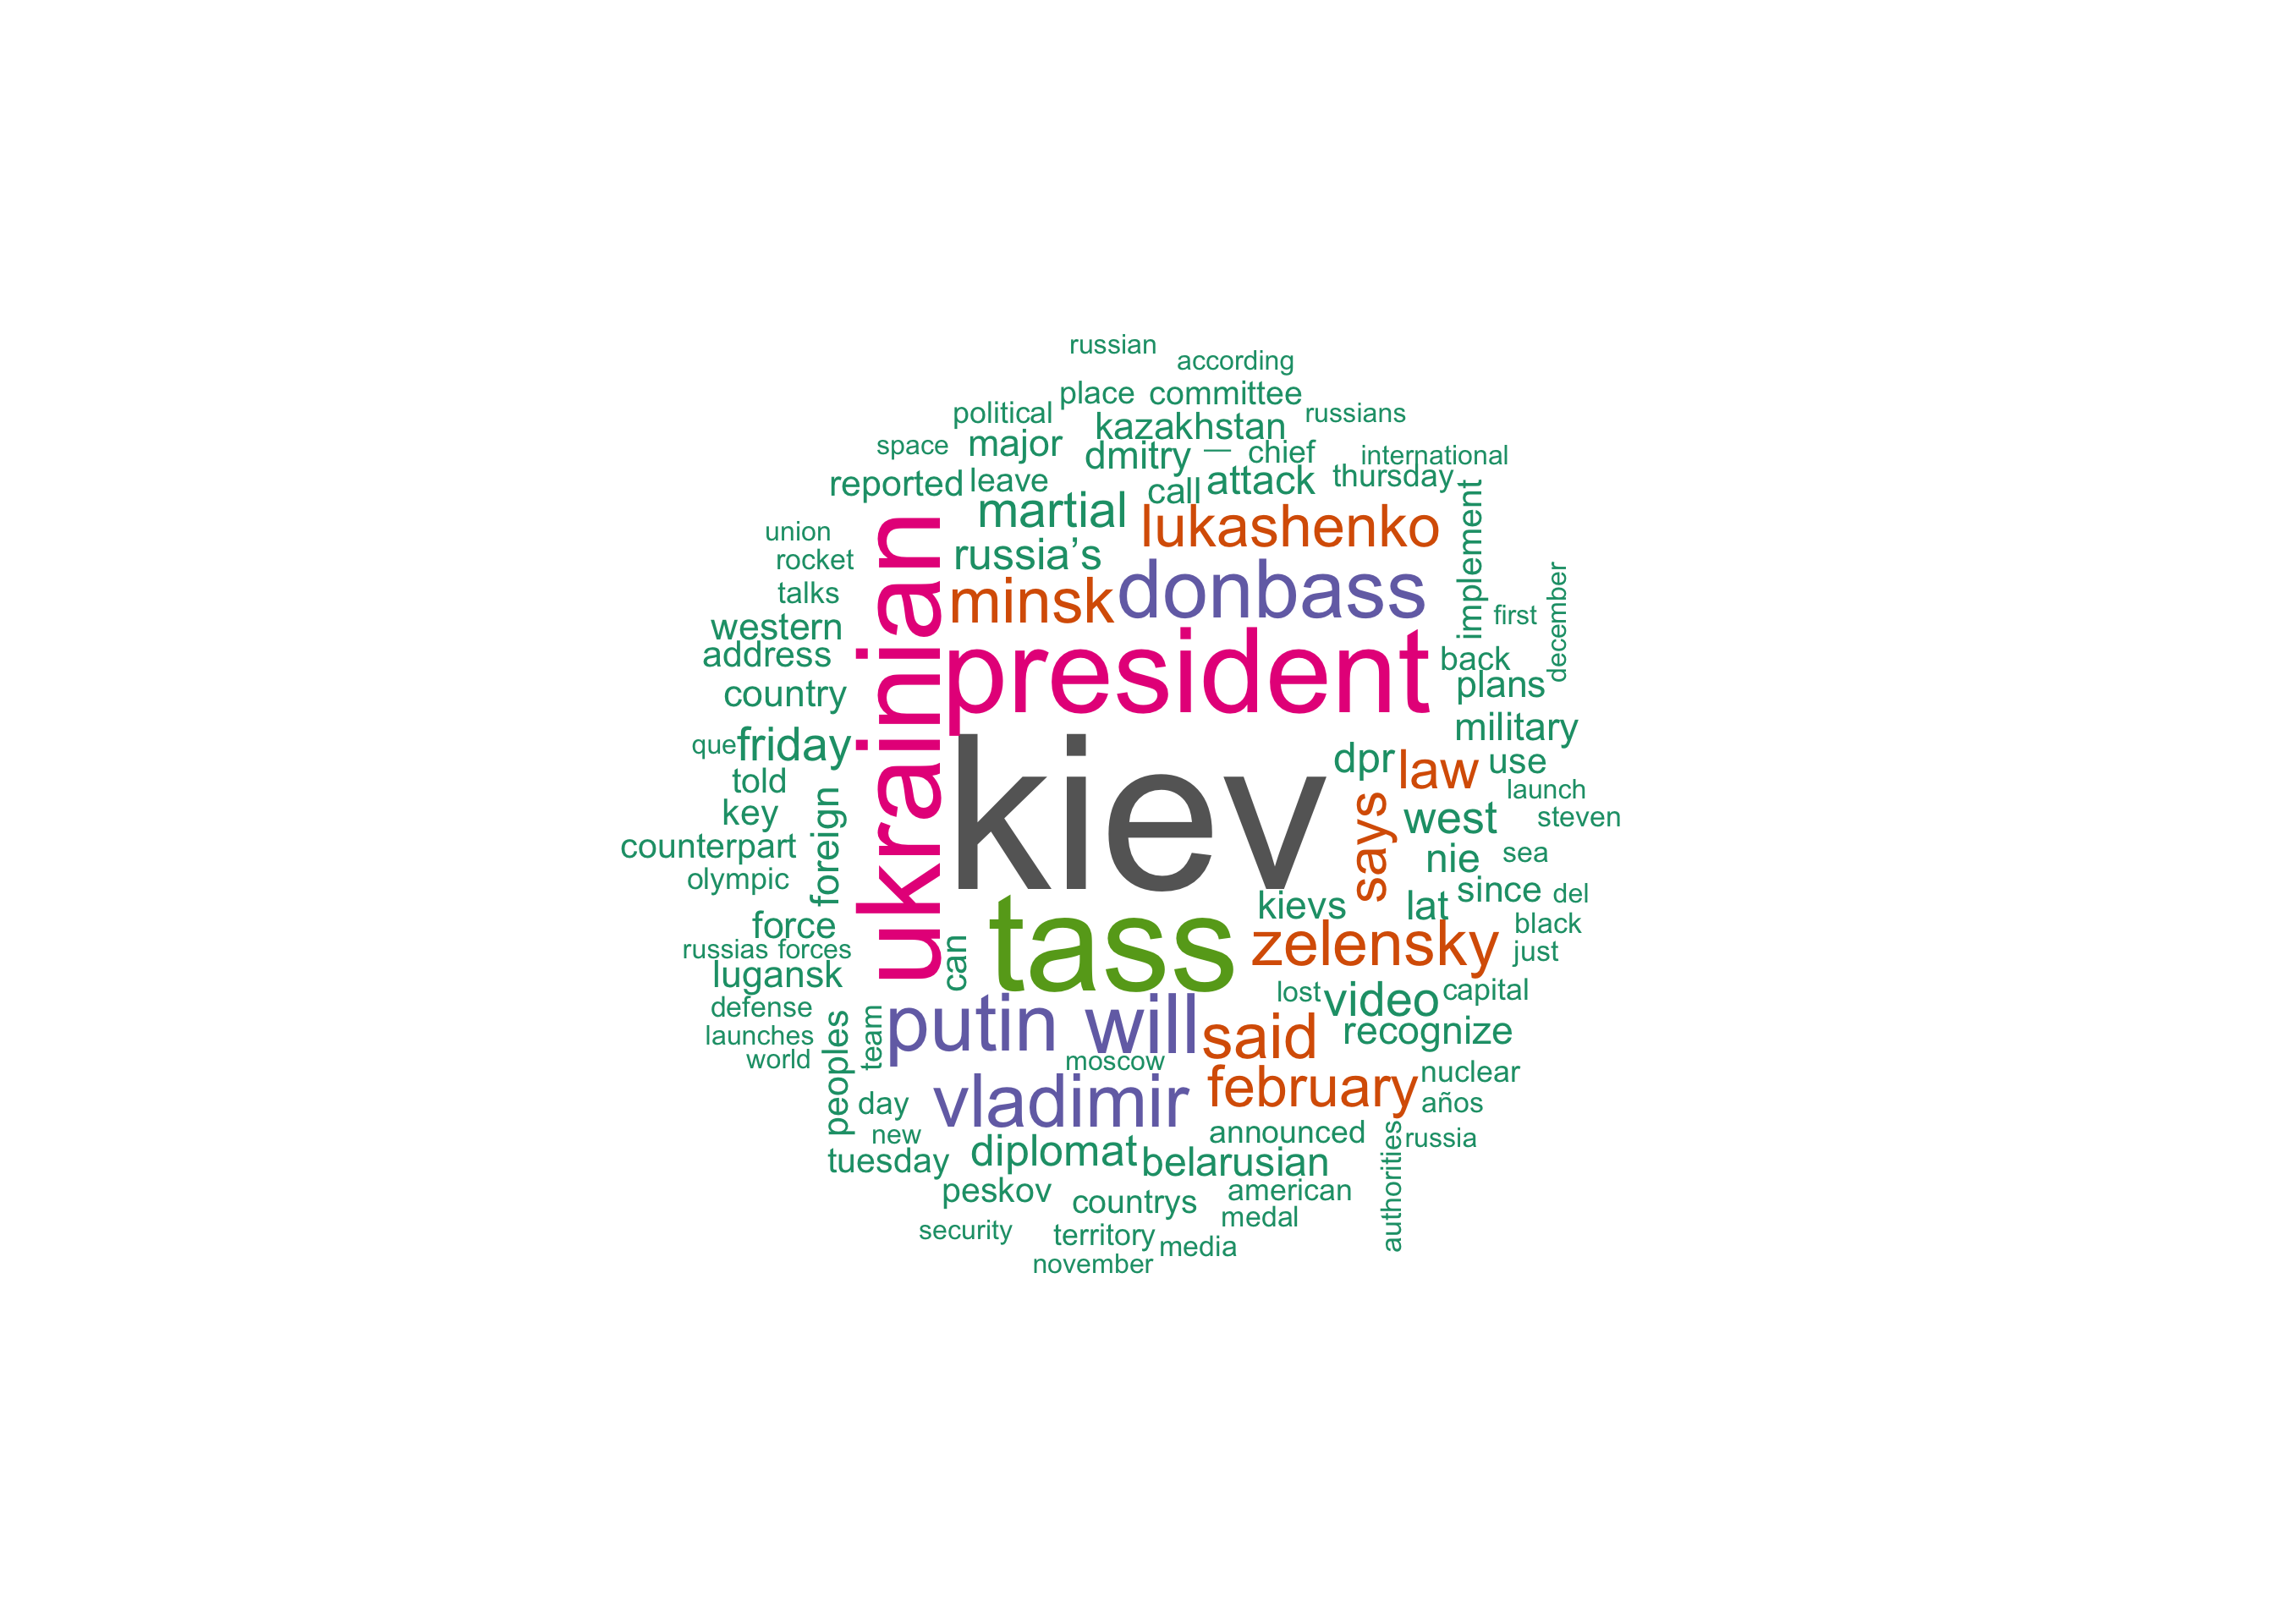 russian
according
place
committee
political
russians
kazakhstan
space
major
dmitry
—
chief
international
reported
leave
call
attack
thursday
martial
lukashenko
implement
union
russia’s
rocket
minsk
donbass
december
talks
first
western
address
president
back
country
plans
ukrainian
military
que
friday
kiev
dpr
law
use
told
launch
key
foreign
says
west
steven
counterpart
nie
sea
olympic
since
del
kievs
lat
force
tass
black
can
zelensky
just
russias
forces
lugansk
lost
video
capital
defense
putin
will
said
recognize
launches
peoples
team
world
moscow
nuclear
vladimir
february
day
años
new
announced
authorities
russia
tuesday
diplomat
belarusian
peskov
countrys
american
medal
security
territory
media
november